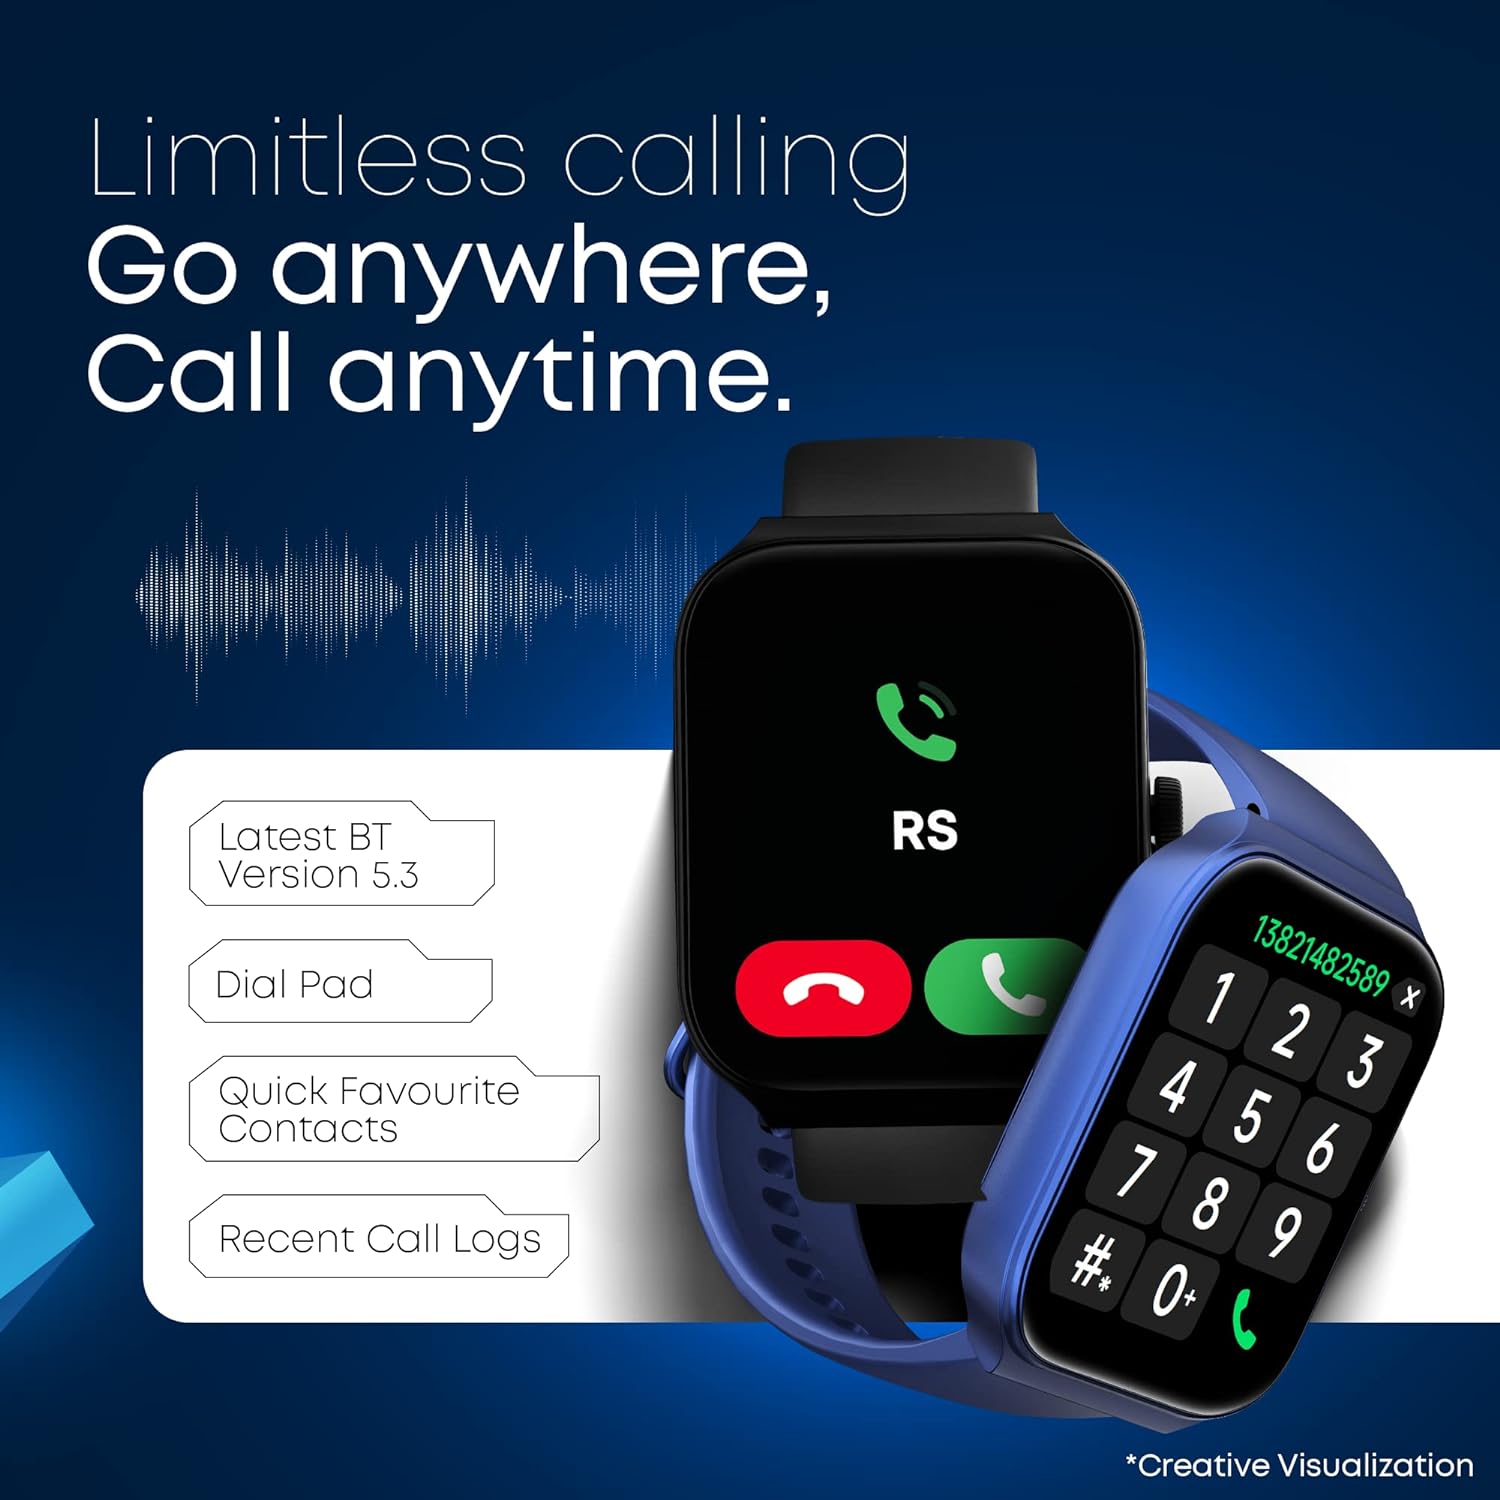 Limitless calling
Go anywhere,
Call anytime.
Latest BT
Version 5.3
Dial Pad
Quick Favourite
Contacts
Recent Call Logs
RS
13821482589
X
1 2 3
4 5 6
7 8 9
#* 0+
*Creative Visualization